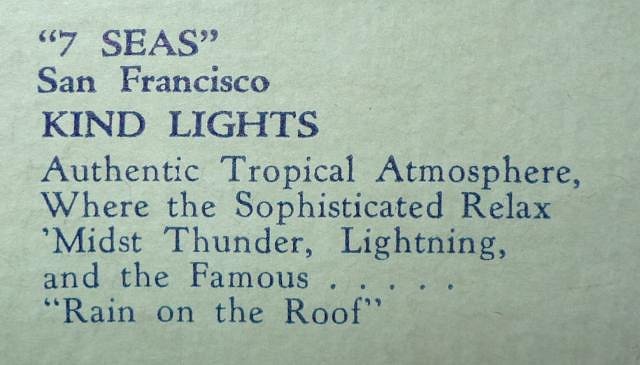 “7 SEAS”
San Francisco
KIND LIGHTS
Authentic Tropical Atmosphere,
Where the Sophisticated Relax
’Midst Thunder, Lightning,
and the Famous . . . . .
“Rain on the Roof”